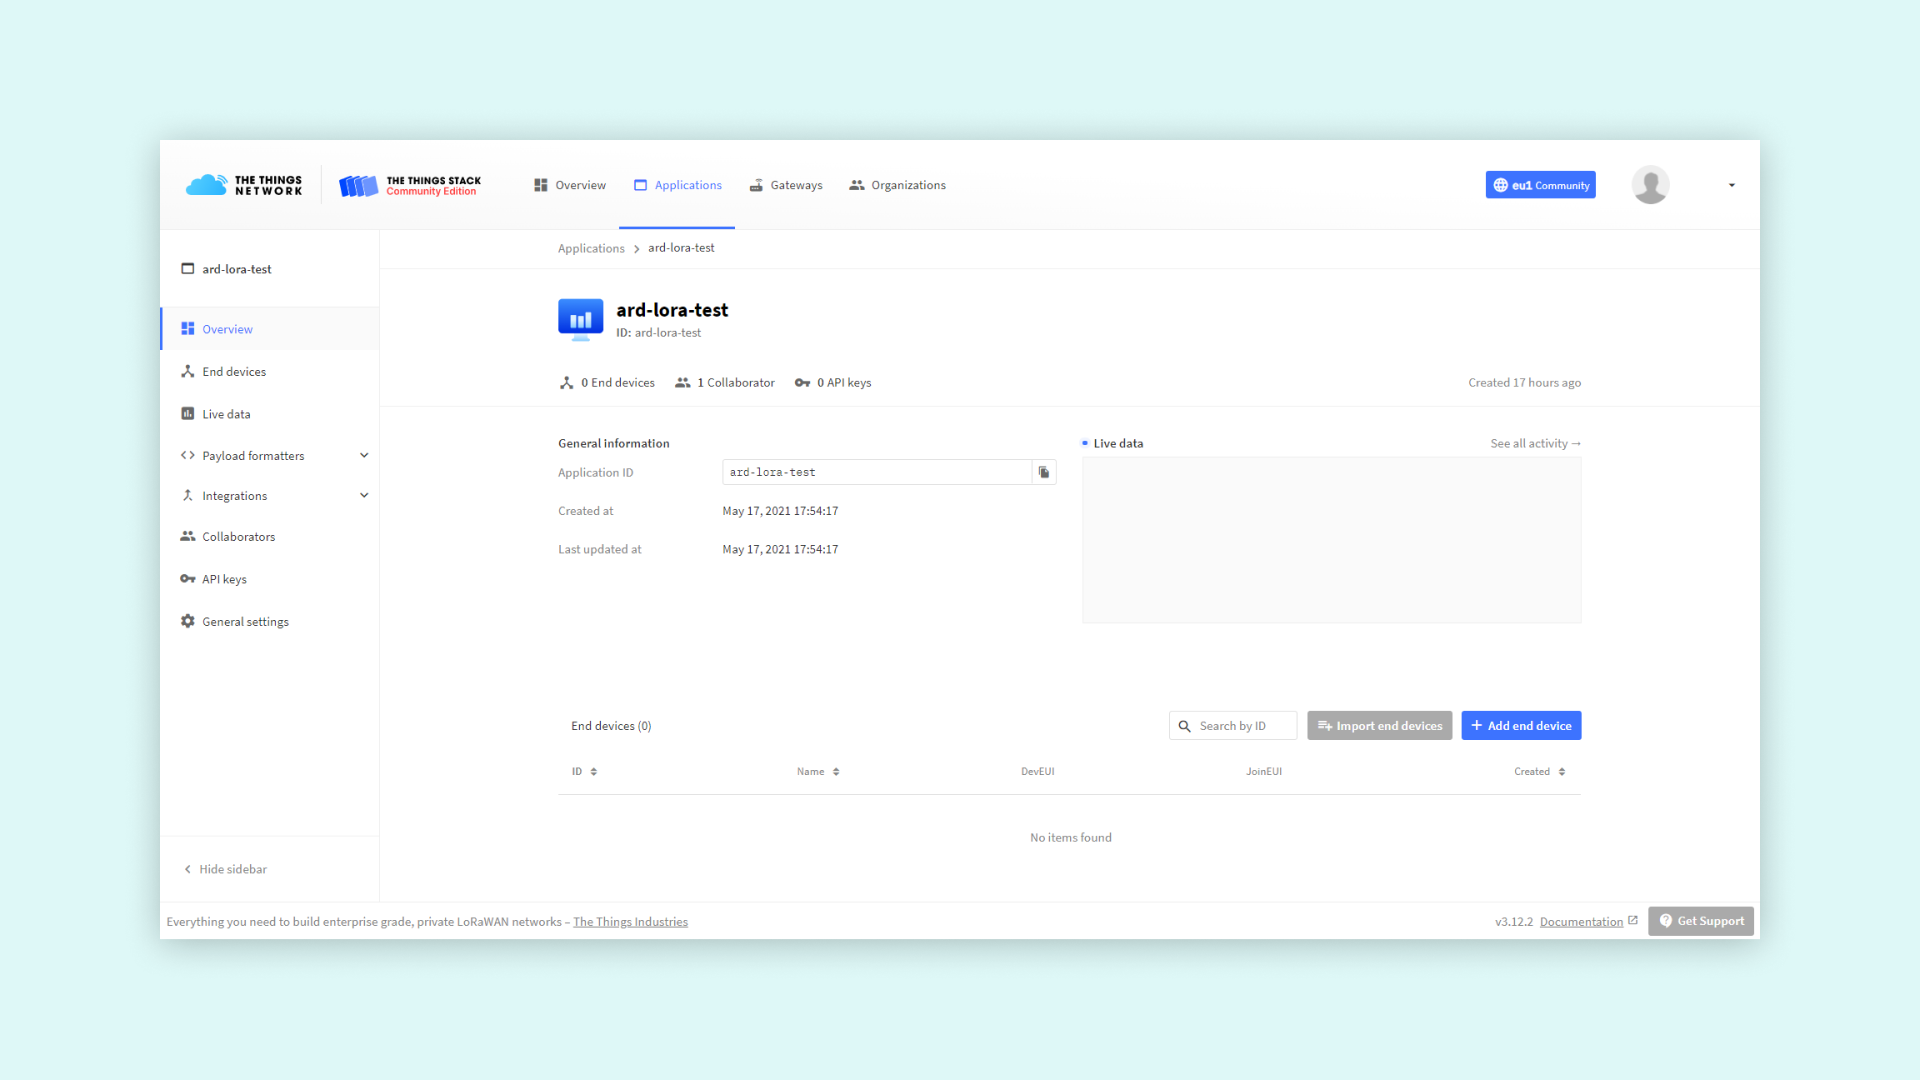 THE THINGS
NETWORK
THE THINGS STACK
Community Edition
Overview
Applications
Gateways
Organizations
eu1 Community
ard-lora-test
Overview
End devices
Live data
Payload formatters
Integrations
Collaborators
API keys
General settings
Hide sidebar
Applications > ard-lora-test
ard-lora-test
ID: ard-lora-test
0 End devices
1 Collaborator
0 API keys
Created 17 hours ago
General information
Application ID
ard-lora-test
Created at
May 17, 2021 17:54:17
Last updated at
May 17, 2021 17:54:17
Live data
See all activity →
End devices (0)
Search by ID
Import end devices
+ Add end device
ID
Name
DevEUI
JoinEUI
Created
No items found
Everything you need to build enterprise grade, private LoRaWAN networks – The Things Industries
v3.12.2
Documentation
Get Support